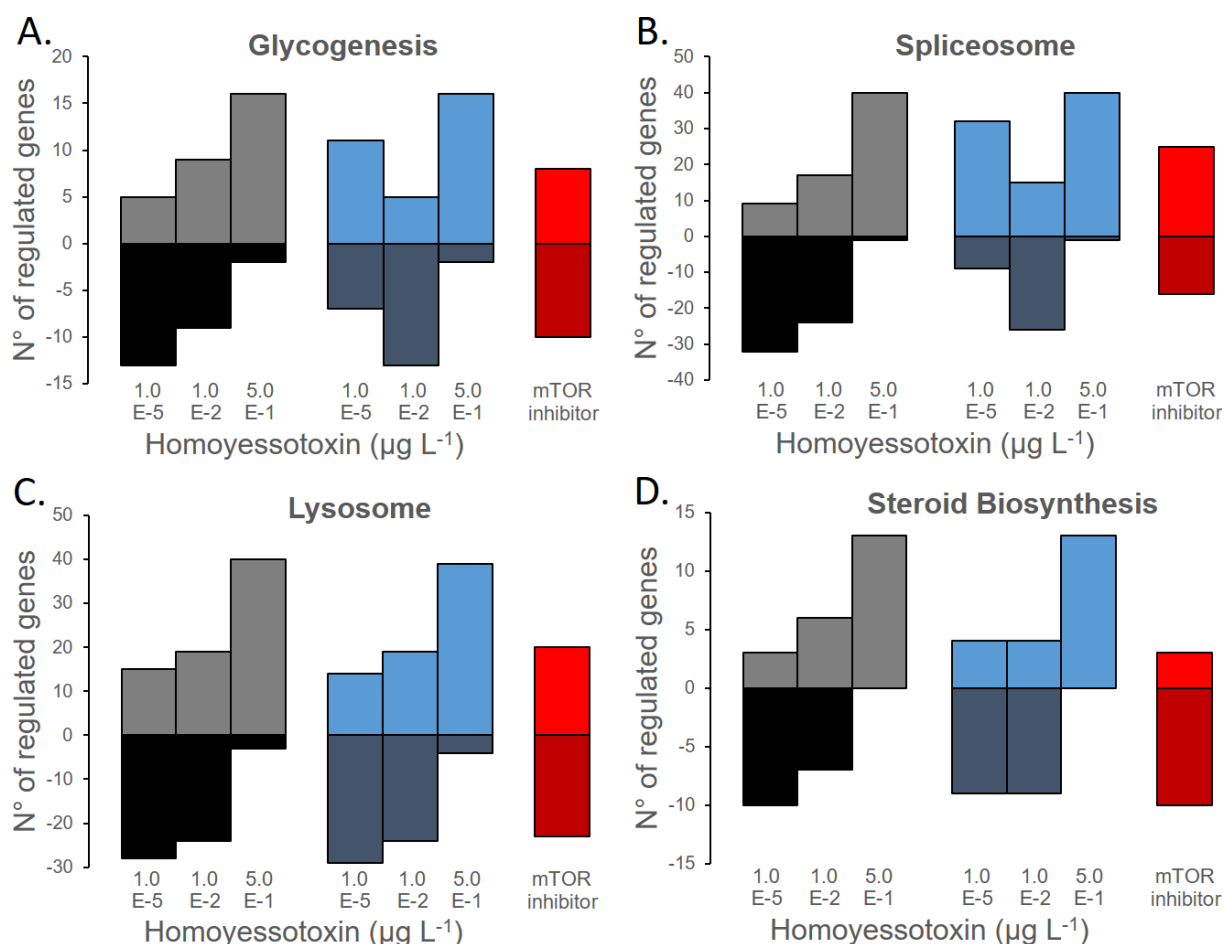 A.
Glycogenesis
N° of regulated genes
20
15
10
5
0
-5
-10
-15
1.0 1.0 5.0 1.0 1.0 5.0 mTOR
E-5 E-2 E-1 E-5 E-2 E-1 inhibitor
Homoyessotoxin (µg L-1)
B.
Spliceosome
N° of regulated genes
50
40
30
20
10
0
-10
-20
-30
-40
1.0 1.0 5.0 1.0 1.0 5.0 mTOR
E-5 E-2 E-1 E-5 E-2 E-1 inhibitor
Homoyessotoxin (µg L-1)
C.
Lysosome
N° of regulated genes
50
40
30
20
10
0
-10
-20
-30
1.0 1.0 5.0 1.0 1.0 5.0 mTOR
E-5 E-2 E-1 E-5 E-2 E-1 inhibitor
Homoyessotoxin (µg L-1)
D.
Steroid Biosynthesis
N° of regulated genes
15
10
5
0
-5
-10
-15
1.0 1.0 5.0 1.0 1.0 5.0 mTOR
E-5 E-2 E-1 E-5 E-2 E-1 inhibitor
Homoyessotoxin (µg L-1)